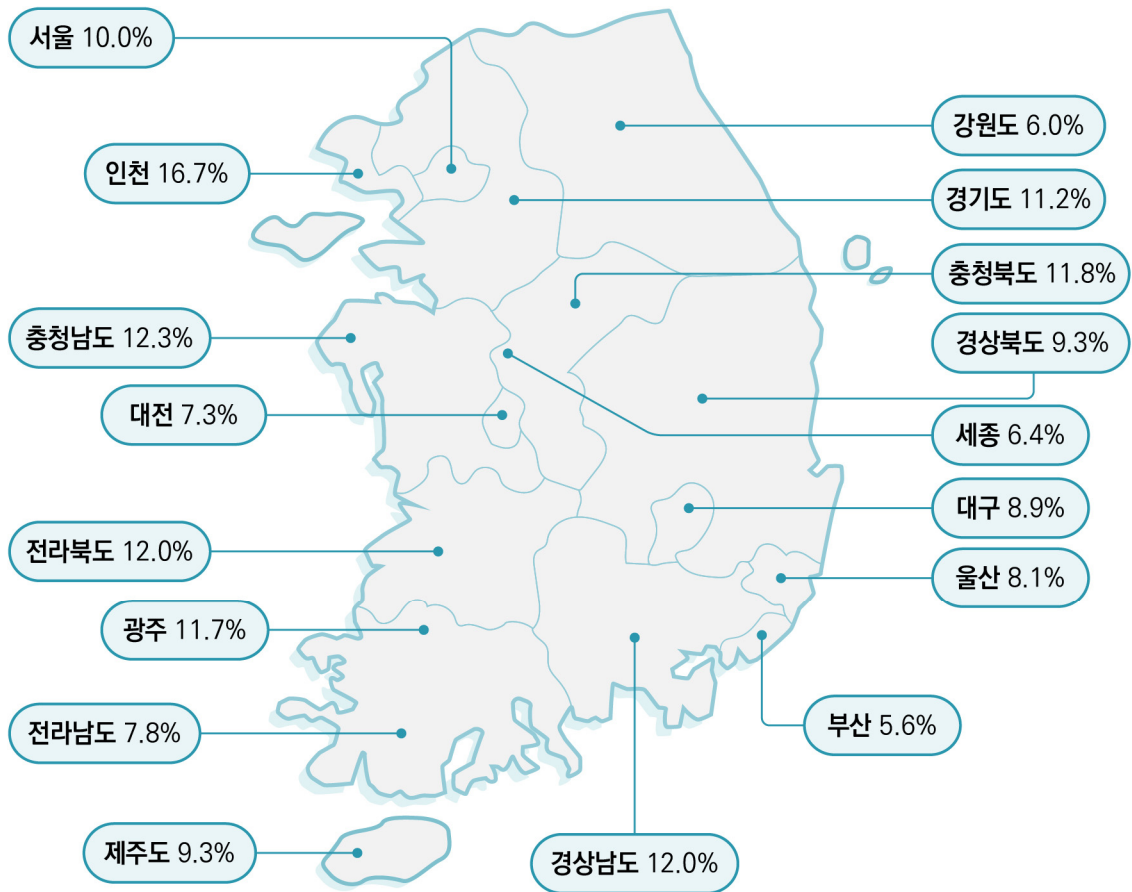 서울 10.0%
강원도 6.0%
인천 16.7%
경기도 11.2%
충청북도 11.8%
충청남도 12.3%
경상북도 9.3%
대전 7.3%
세종 6.4%
대구 8.9%
전라북도 12.0%
울산 8.1%
광주 11.7%
전라남도 7.8%
부산 5.6%
제주도 9.3%
경상남도 12.0%